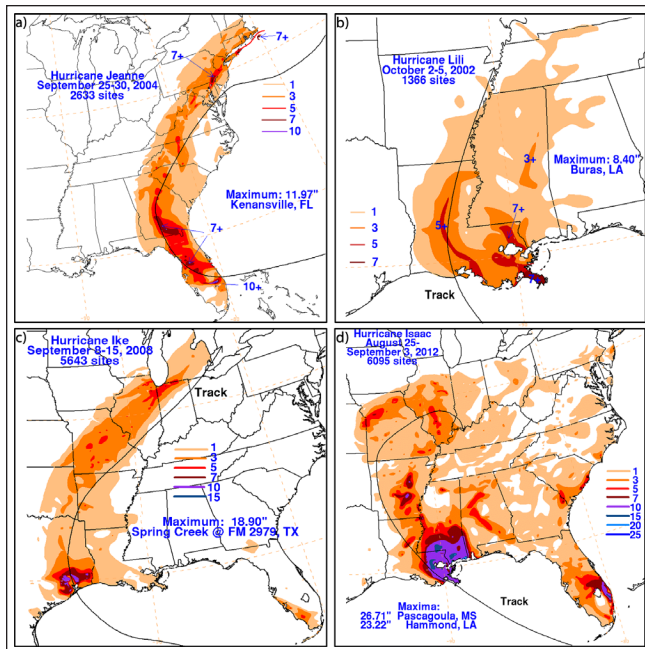 a)
Hurricane Jeanne
September 25-30, 2004
2633 sites
7+
7+
1
3
5
7
10
Maximum: 11.97"
Kenansville, FL
7+
10+
b)
Hurricane Lili
October 2-5, 2002
1366 sites
3+
Maximum: 8.40"
Buras, LA
7+
5+
1
3
5
7
Track
c)
Hurricane Ike
September 8-15, 2008
5643 sites
Track
1
3
5
7
10
15
Maximum: 18.90"
Spring Creek @ FM 2979, TX
d)
Hurricane Isaac
August 25-
September 3, 2012
6095 sites
1
3
5
7
10
15
20
25
Maxima:
26.71" Pascagoula, MS
23.22" Hammond, LA
Track